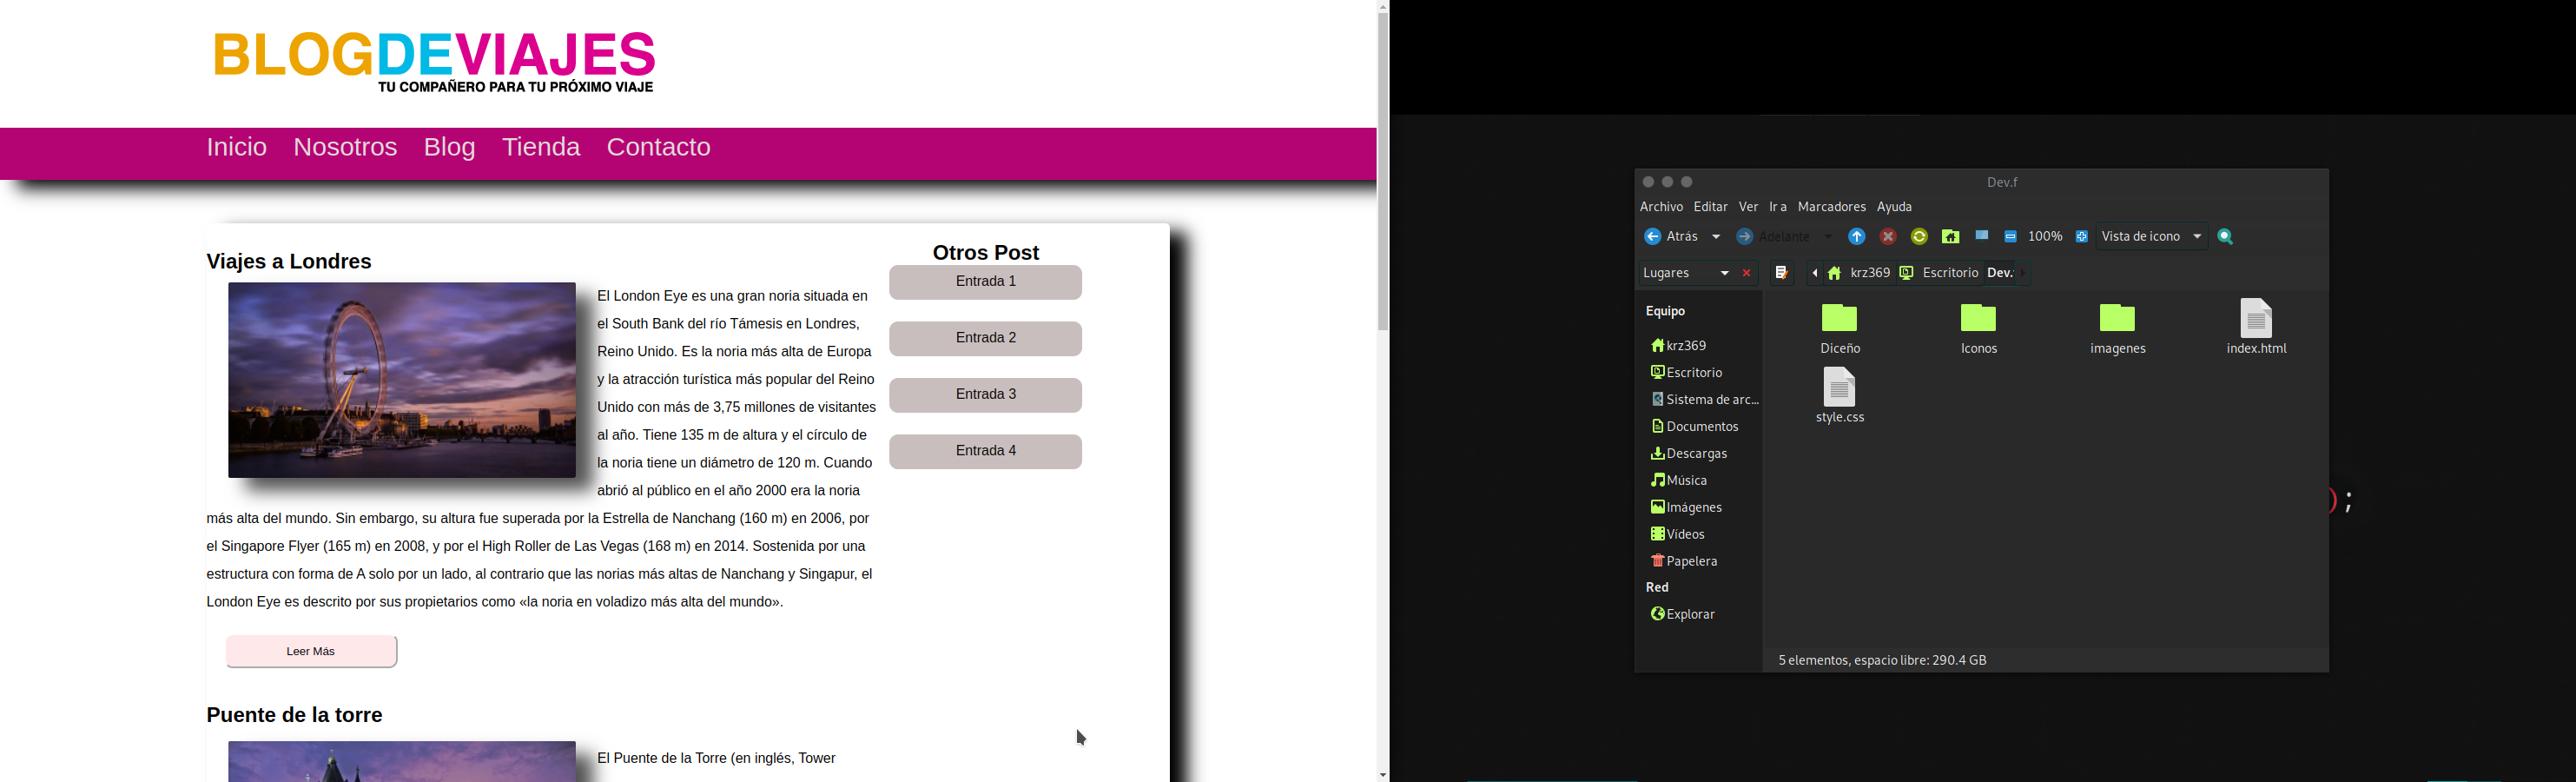 BLOGDEVIAJES
TU COMPAÑERO PARA TU PRÓXIMO VIAJE
Inicio Nosotros Blog Tienda Contacto
Viajes a Londres
El London Eye es una gran noria situada en
el South Bank del río Támesis en Londres,
Reino Unido. Es la noria más alta de Europa
y la atracción turística más popular del Reino
Unido con más de 3,75 millones de visitantes
al año. Tiene 135 m de altura y el círculo de
la noria tiene un diámetro de 120 m. Cuando
abrió al público en el año 2000 era la noria
más alta del mundo. Sin embargo, su altura fue superada por la Estrella de Nanchang (160 m) en 2006, por
el Singapore Flyer (165 m) en 2008, y por el High Roller de Las Vegas (168 m) en 2014. Sostenida por una
estructura con forma de A solo por un lado, al contrario que las norias más altas de Nanchang y Singapur, el
London Eye es descrito por sus propietarios como «la noria en voladizo más alta del mundo».
Leer Más
Puente de la torre
El Puente de la Torre (en inglés, Tower
Otros Post
Entrada 1
Entrada 2
Entrada 3
Entrada 4
Dev.f
Archivo Editar Ver Ir a Marcadores Ayuda
Atrás Adelante 100% Vista de icono
Lugares krz369 Escritorio Dev.
Equipo
krz369
Escritorio
Sistema de arc...
Documentos
Descargas
Música
Imágenes
Vídeos
Papelera
Red
Explorar
Diceño Iconos imagenes index.html
style.css
5 elementos, espacio libre: 290.4 GB
);